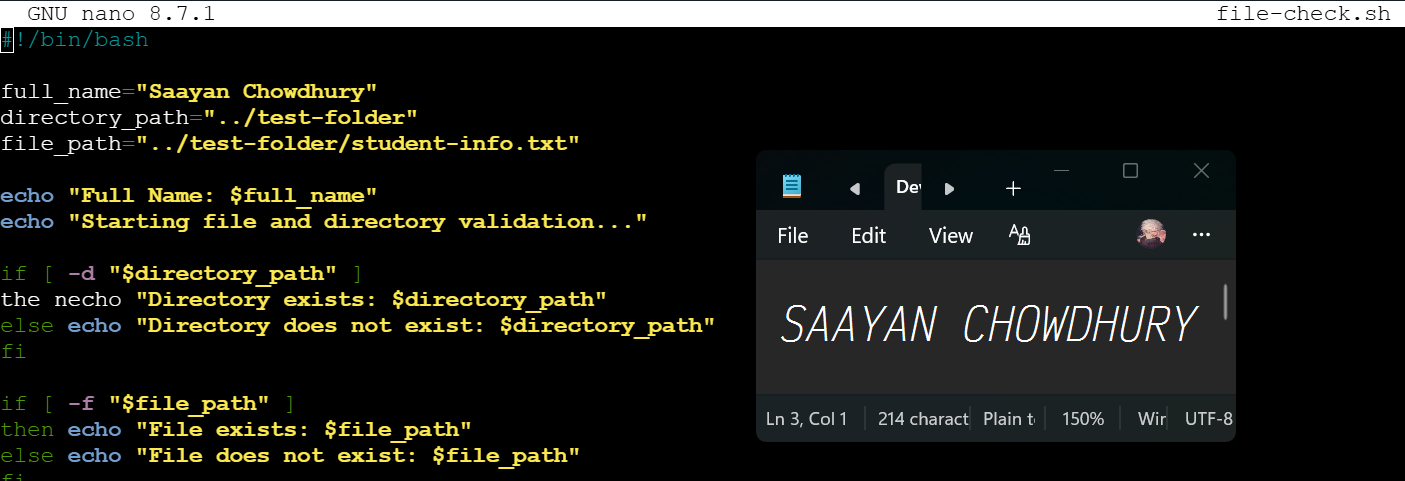 GNU nano 8.7.1 file-check.sh
#!/bin/bash
full_name="Saayan Chowdhury"
directory_path="../test-folder"
file_path="../test-folder/student-info.txt"
echo "Full Name: $full_name"
echo "Starting file and directory validation..."
if [ -d "$directory_path" ]
the necho "Directory exists: $directory_path"
else echo "Directory does not exist: $directory_path"
fi
if [ -f "$file_path" ]
then echo "File exists: $file_path"
else echo "File does not exist: $file_path"
fi
De
File Edit View
SAAYAN CHOWDHURY
Ln 3, Col 1 214 charact Plain t 150% Wir UTF-8